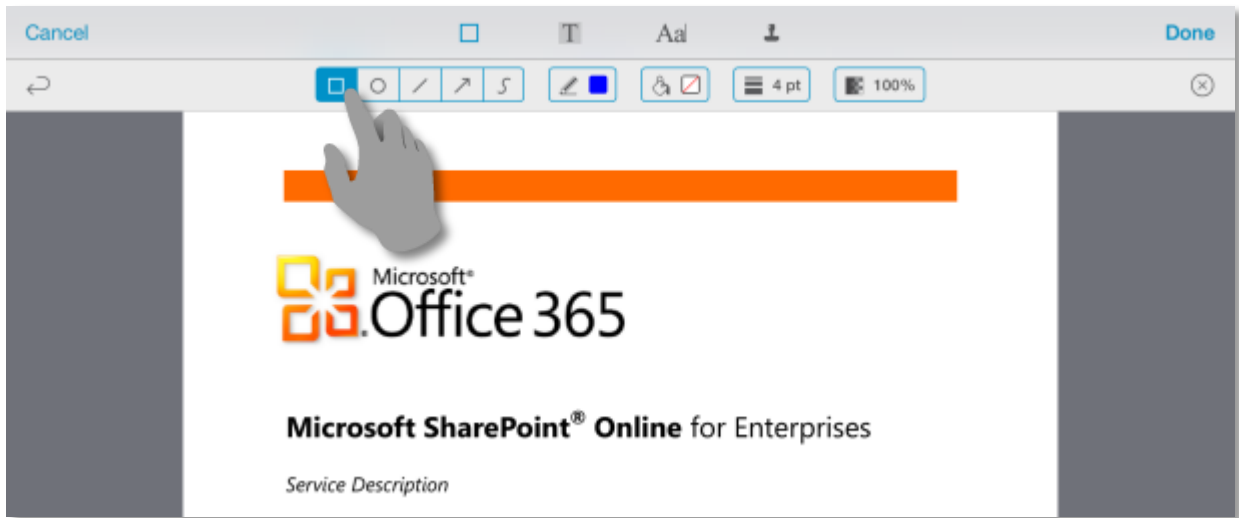 Cancel T Aa Done
4 pt 100%
Microsoft®
Office 365
Microsoft SharePoint® Online for Enterprises
Service Description